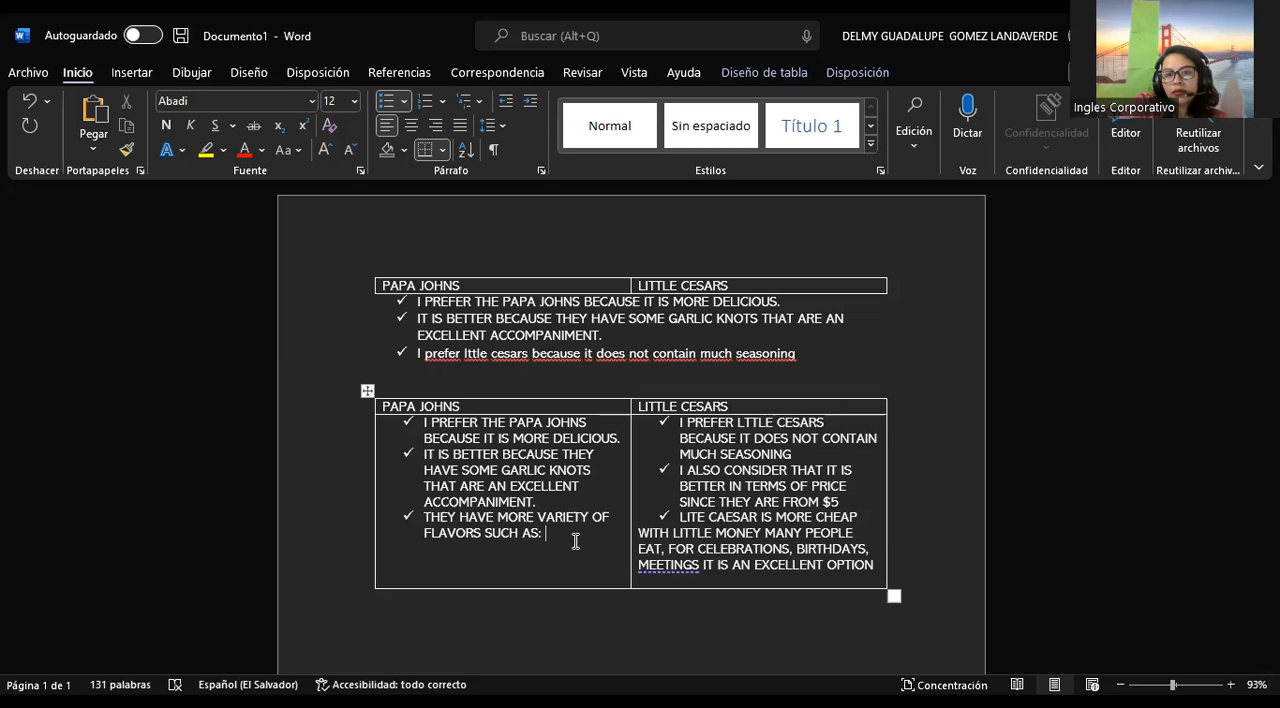 Autoguardado
Documento1 - Word
Buscar (Alt+Q)
DELMY GUADALUPE GOMEZ LANDAVERDE
Archivo Inicio Insertar Dibujar Diseño Disposición Referencias Correspondencia Revisar Vista Ayuda Diseño de tabla Disposición
Ingles Corporativo
Pegar
Abadi 12
N K S ab x₂ x²
A A Aa A A
Normal
Sin espaciado
Título 1
Edición
Dictar
Confidencialidad
Editor
Reutilizar archivos
Deshacer Portapapeles Fuente Párrafo Estilos Voz Confidencialidad Editor Reutilizar archiv...
PAPA JOHNS LITTLE CESARS
✓ I PREFER THE PAPA JOHNS BECAUSE IT IS MORE DELICIOUS.
✓ IT IS BETTER BECAUSE THEY HAVE SOME GARLIC KNOTS THAT ARE AN
EXCELLENT ACCOMPANIMENT.
✓ I prefer lttle cesars because it does not contain much seasoning
PAPA JOHNS
✓ I PREFER THE PAPA JOHNS
BECAUSE IT IS MORE DELICIOUS.
✓ IT IS BETTER BECAUSE THEY
HAVE SOME GARLIC KNOTS
THAT ARE AN EXCELLENT
ACCOMPANIMENT.
✓ THEY HAVE MORE VARIETY OF
FLAVORS SUCH AS:
LITTLE CESARS
✓ I PREFER LTTLE CESARS
BECAUSE IT DOES NOT CONTAIN
MUCH SEASONING
✓ I ALSO CONSIDER THAT IT IS
BETTER IN TERMS OF PRICE
SINCE THEY ARE FROM $5
✓ LITE CAESAR IS MORE CHEAP
WITH LITTLE MONEY MANY PEOPLE
EAT, FOR CELEBRATIONS, BIRTHDAYS,
MEETINGS IT IS AN EXCELLENT OPTION
Página 1 de 1 131 palabras Español (El Salvador) Accesibilidad: todo correcto Concentración 93%